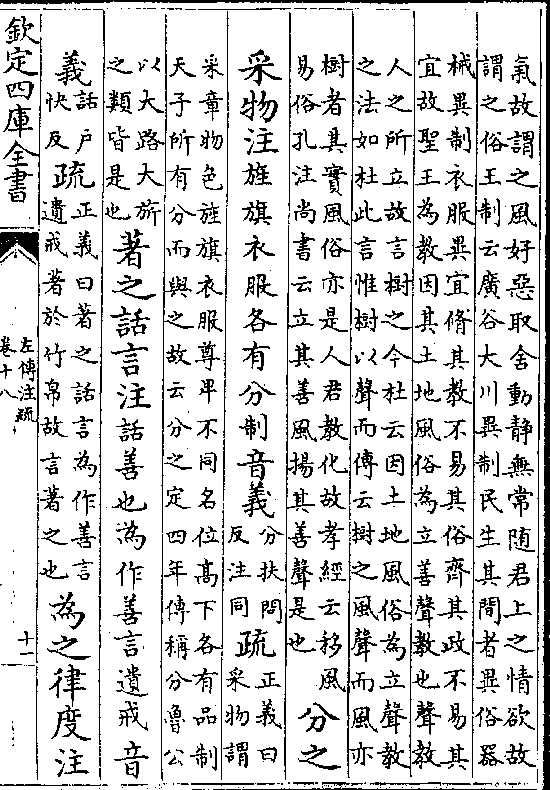 氣故謂之風好惡取舍動靜無常随君上之情欲故
謂之俗王制云廣谷大川異制民生其間者異俗器
械異制衣服異宜脩其教不易其俗齊其政不易其
宜故聖王為教因其土地風俗為立善聲教也聲教
人之所立故言樹之今杜云因土地風俗為立聲教
之法如杜此言惟樹以聲而傳云樹之風聲而風亦
樹者其實風俗亦是人君教化故孝經云移風
易俗孔注尚書云立其善風揚其善聲是也
分之
采物注旌旗衣服各有分制音義
分扶問
反注同
疏
正義曰
采物謂
采章物色旌旗衣服尊卑不同名位髙下各有品制
天子所有分而與之故云分之定四年傳稱分魯公
以大路大旂
之類皆是也
著之話言注話善也為作善言遺戒音
義
話户
快反
疏
正義曰著之話言為作善言
遺戒著於竹帛故言著之也
為之律度注
欽定四庫全書
左傳注疏
卷十八
十一